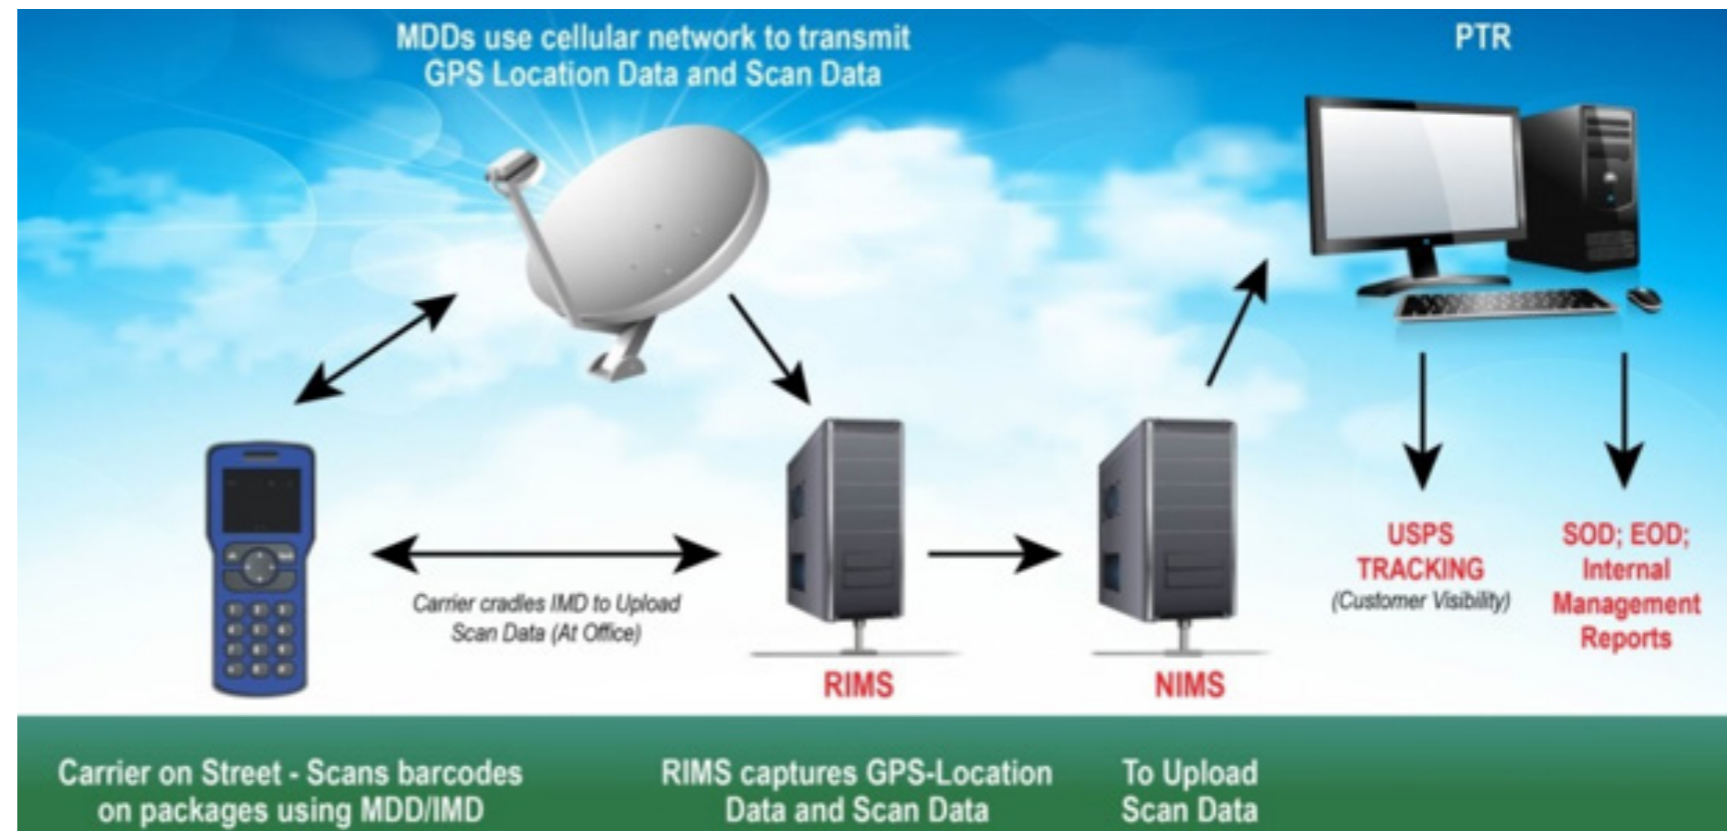 MDDs use cellular network to transmit
GPS Location Data and Scan Data
PTR
Carrier cradles IMD to Upload
Scan Data (At Office)
USPS
TRACKING
(Customer Visibility)
SOD; EOD;
Internal
Management
Reports
RIMS
NIMS
Carrier on Street - Scans barcodes
on packages using MDD/IMD
RIMS captures GPS-Location
Data and Scan Data
To Upload
Scan Data